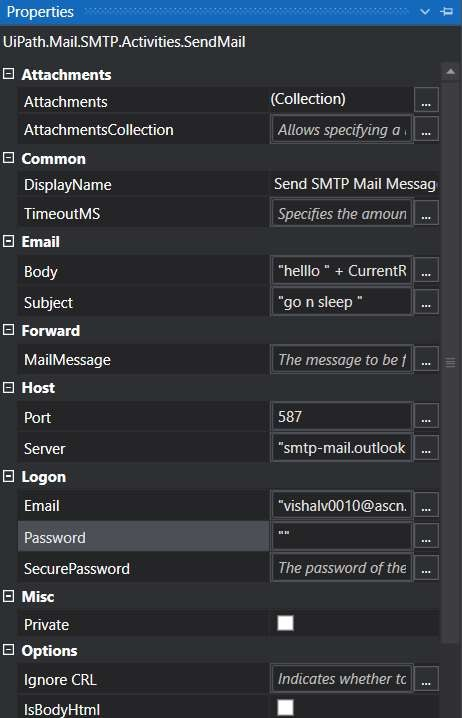 Properties
UiPath.Mail.SMTP.Activities.SendMail
Attachments
Attachments (Collection) ...
AttachmentsCollection Allows specifying a ...
Common
DisplayName Send SMTP Mail Messag
TimeoutMS Specifies the amoun ...
Email
Body "helllo " + CurrentR ...
Subject "go n sleep " ...
Forward
MailMessage The message to be f ...
Host
Port 587 ...
Server "smtp-mail.outlook ...
Logon
Email "vishalv0010@ascn. ...
Password "" ...
SecurePassword The password of the ...
Misc
Private
Options
Ignore CRL Indicates whether to ...
IsBodyHtml